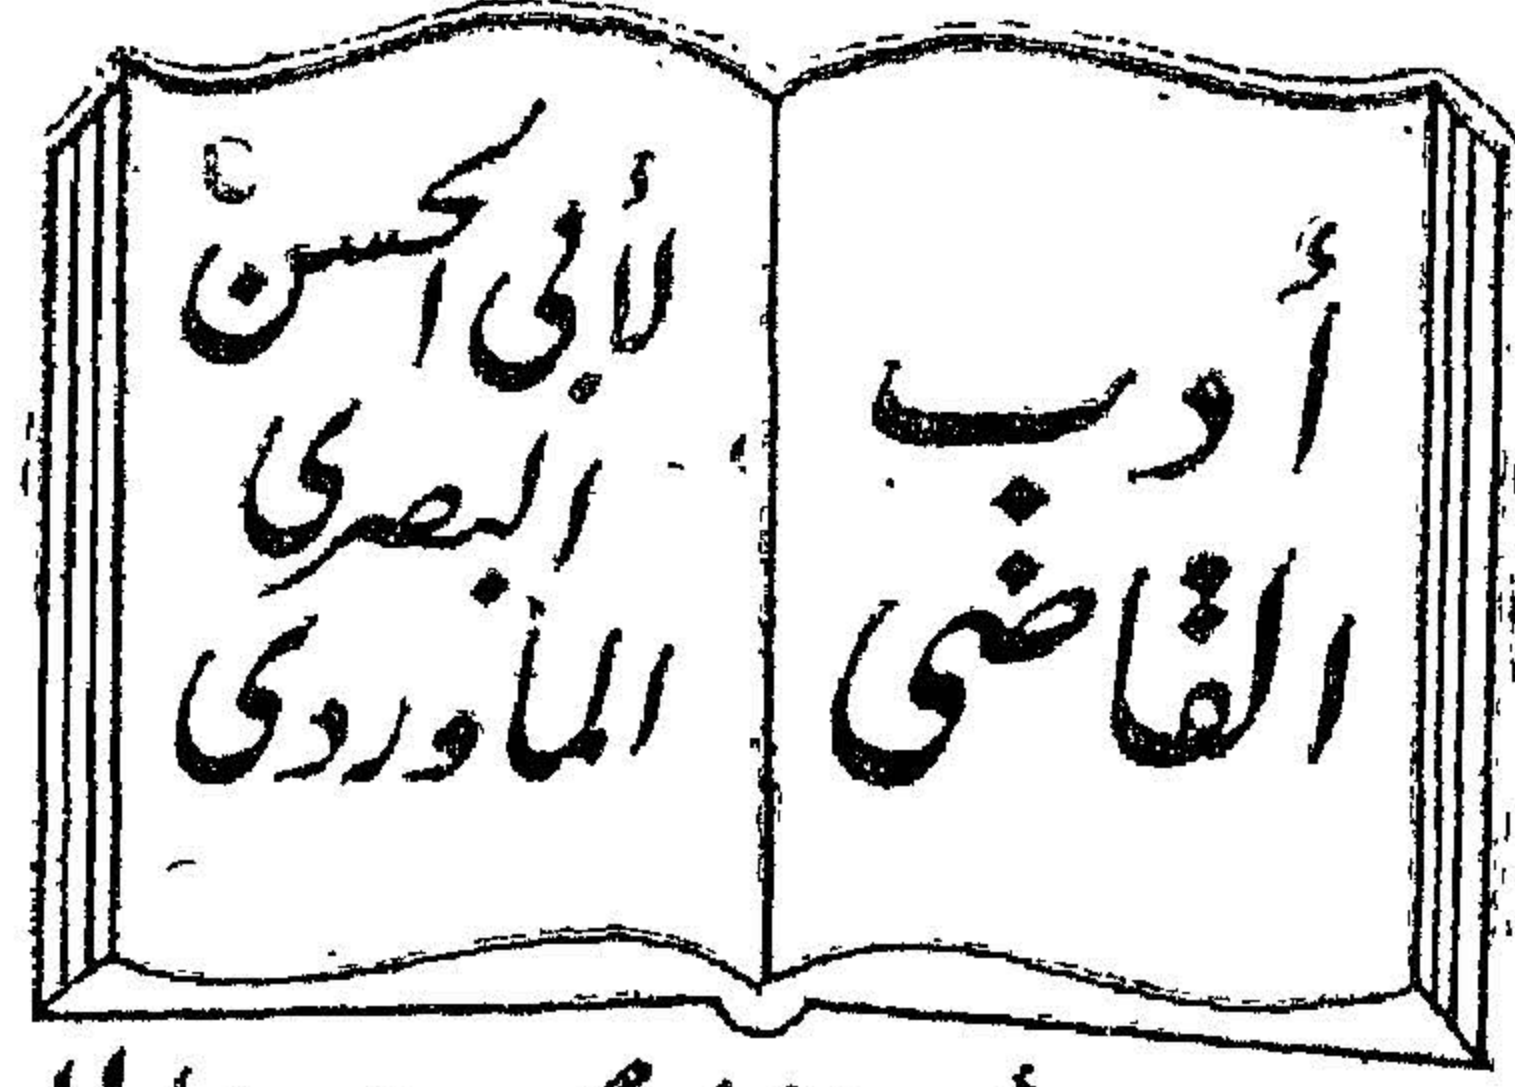 أدب
القاضى
لأبى الحسن
البصرى
الماوردى